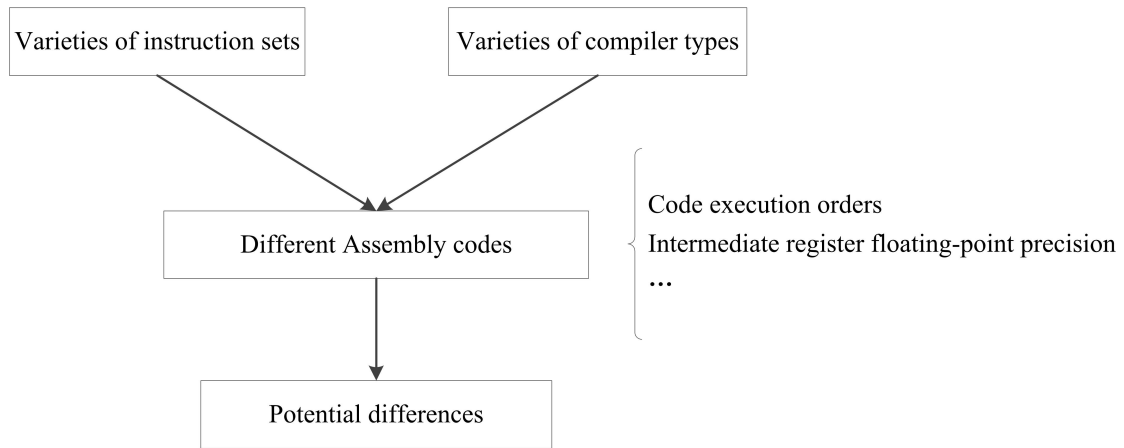 Varieties of instruction sets
Varieties of compiler types
Different Assembly codes
Code execution orders
Intermediate register floating-point precision
...
Potential differences